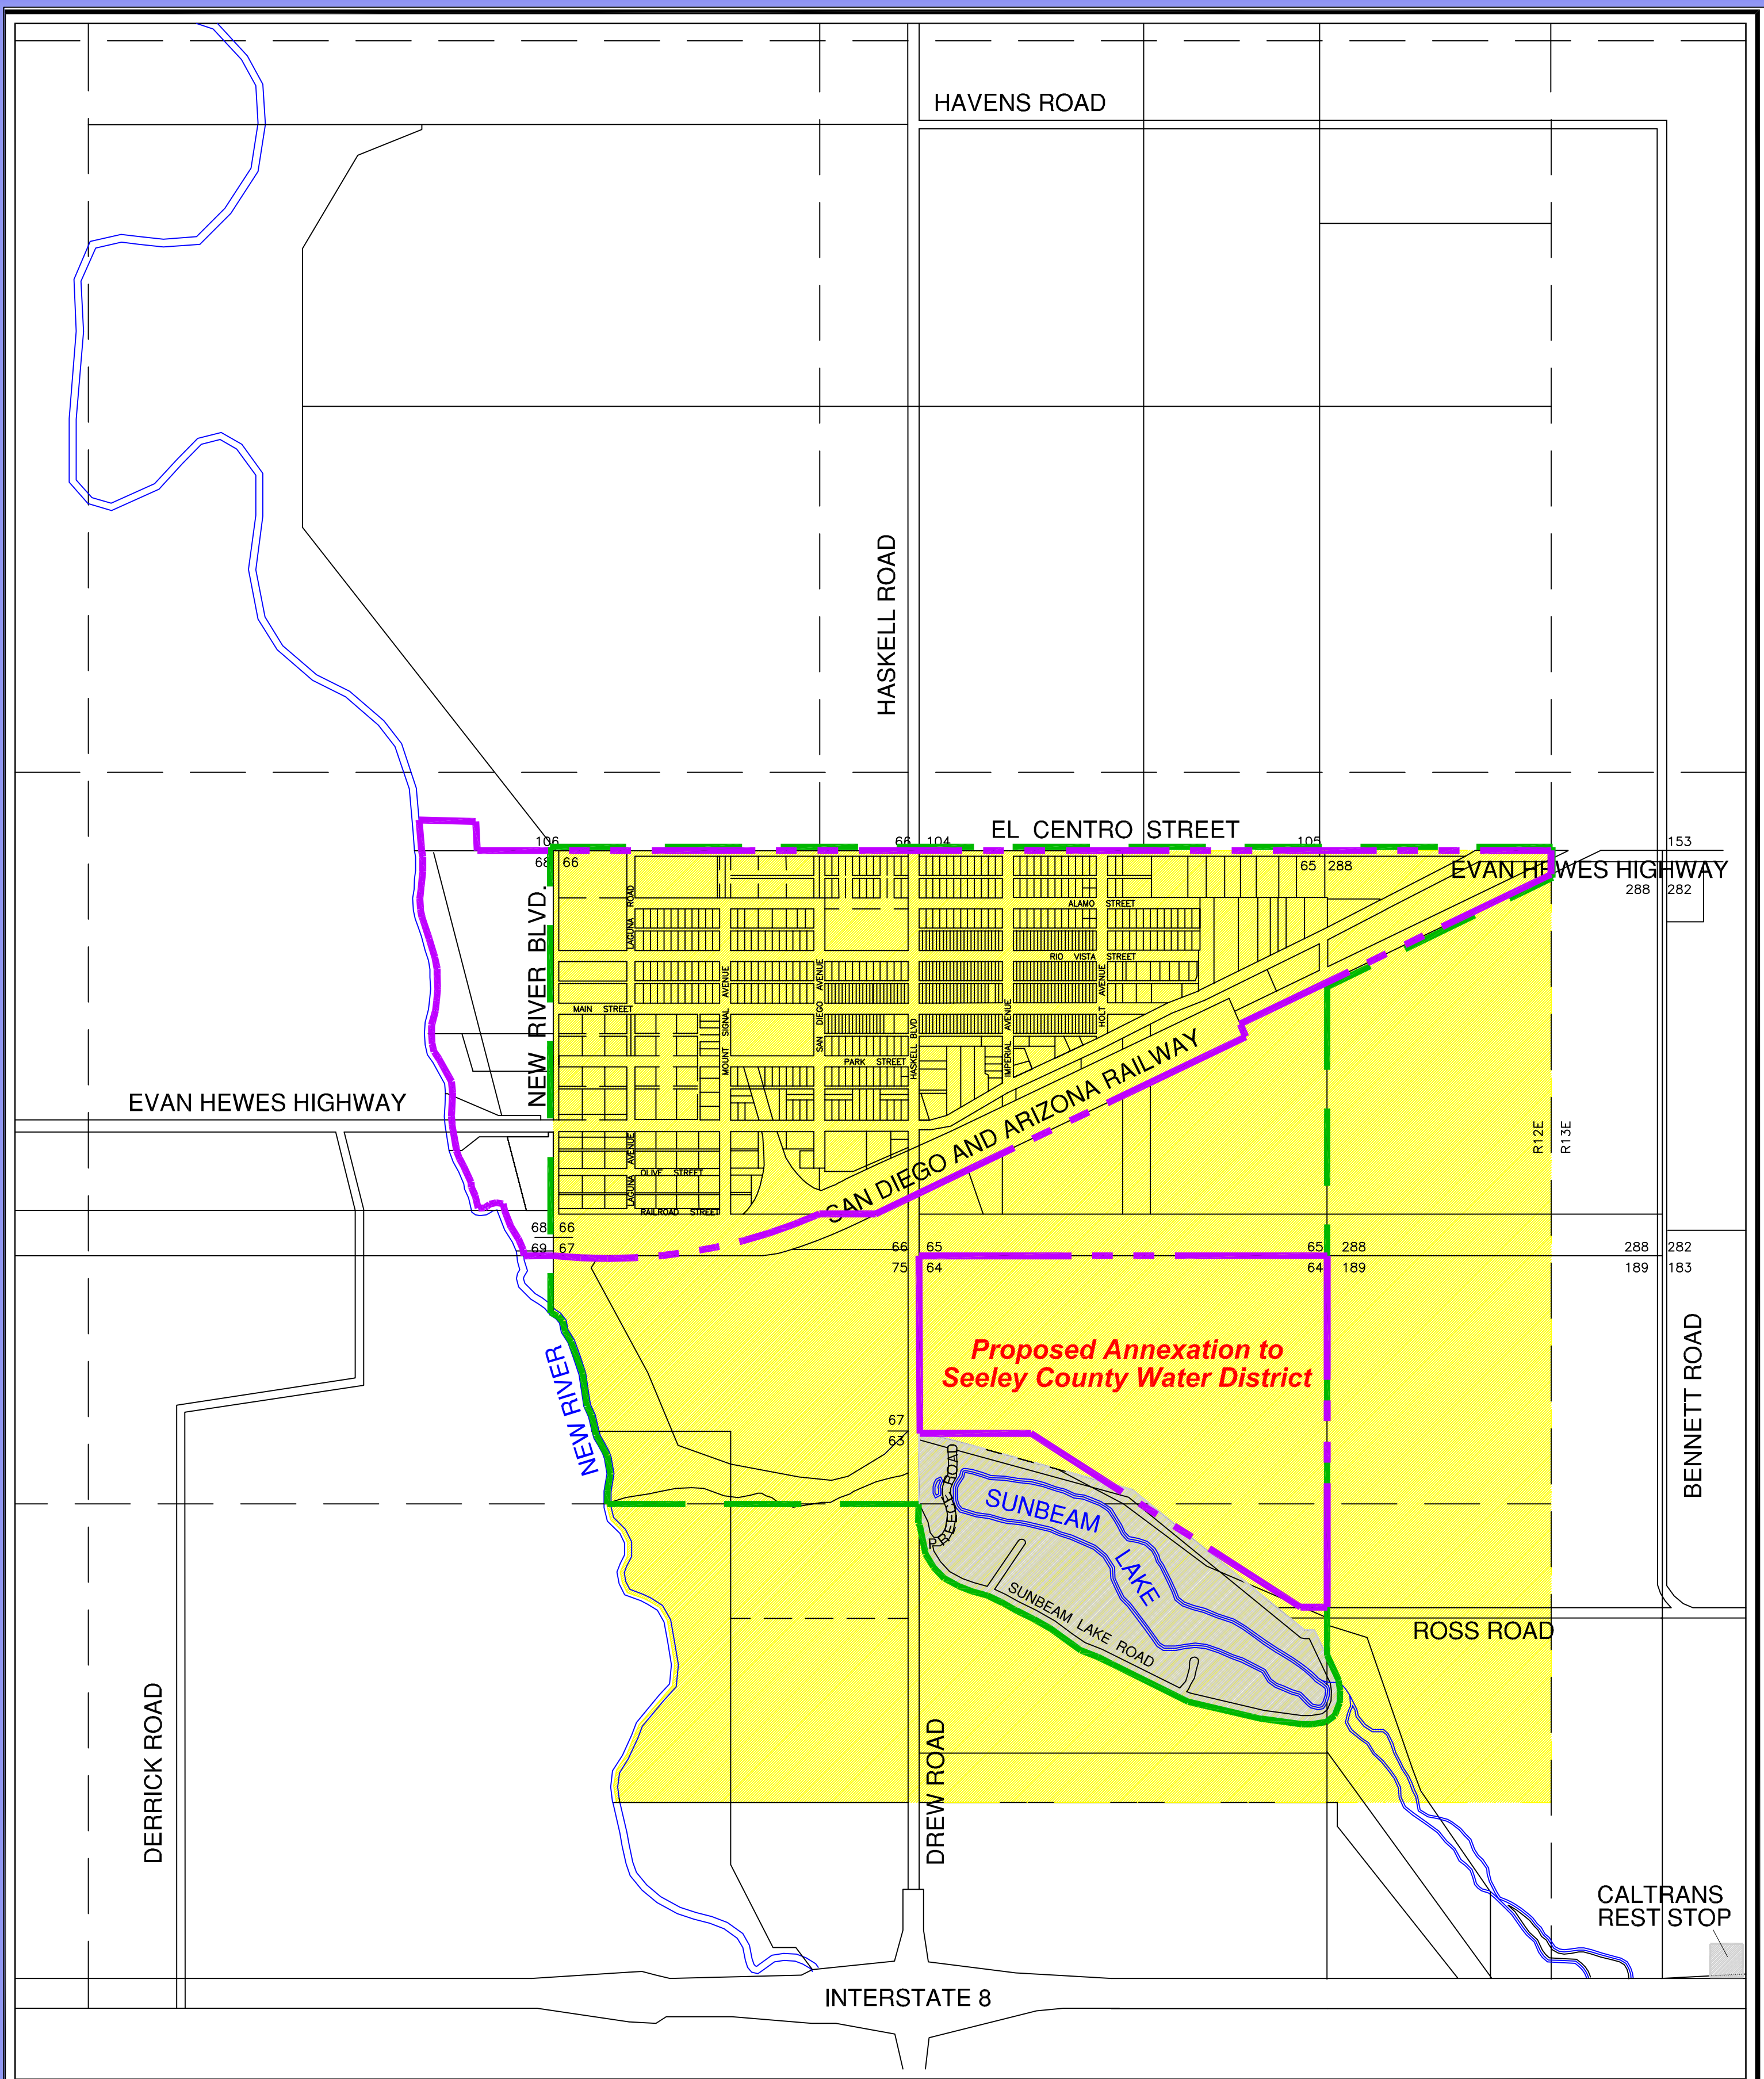 HAVENS ROAD
HASKELL ROAD
EL CENTRO STREET
106
66
104
105
153
68
66
65
288
EVAN HEWES HIGHWAY
288
282
NEW RIVER BLVD.
LAGUNA ROAD
ALAMO STREET
RIO VISTA STREET
MOUNT SIGNAL AVENUE
SAN DIEGO AVENUE
HOLT AVENUE
MAIN STREET
HASKELL BLVD
IMPERIAL AVENUE
PARK STREET
SAN DIEGO AND ARIZONA RAILWAY
EVAN HEWES HIGHWAY
R12E
R13E
LAGUNA AVENUE
OLIVE STREET
RAILROAD STREET
68
66
69
67
66
65
75
64
65
288
64
189
288
282
189
183
Proposed Annexation to
Seeley County Water District
NEW RIVER
BENNETT ROAD
67
63
PREECE ROAD
SUNBEAM
LAKE
SUNBEAM LAKE ROAD
ROSS ROAD
DERRICK ROAD
DREW ROAD
CALTRANS
REST STOP
INTERSTATE 8